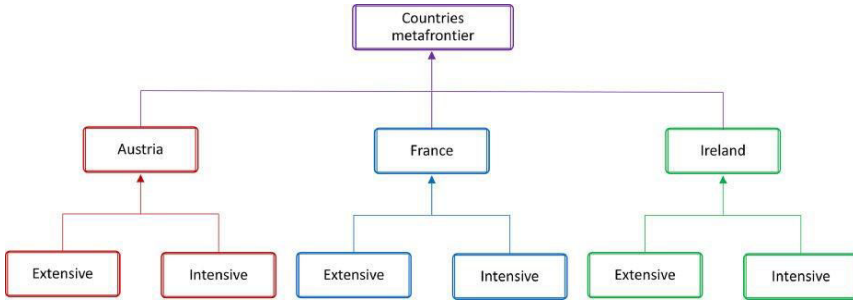 Countries
metafrontier
Austria
France
Ireland
Extensive
Intensive
Extensive
Intensive
Extensive
Intensive